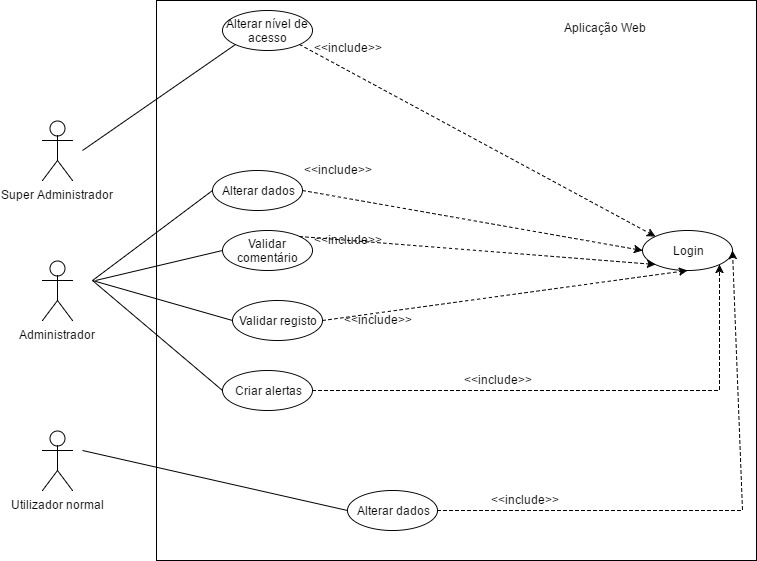 Alterar nível de
acesso
<<include>>
Aplicação Web
Super Administrador
<<include>>
Alterar dados
Validar
comentário
<<include>>
Login
Administrador
Validar registo
<<include>>
Criar alertas
<<include>>
Utilizador normal
Alterar dados
<<include>>